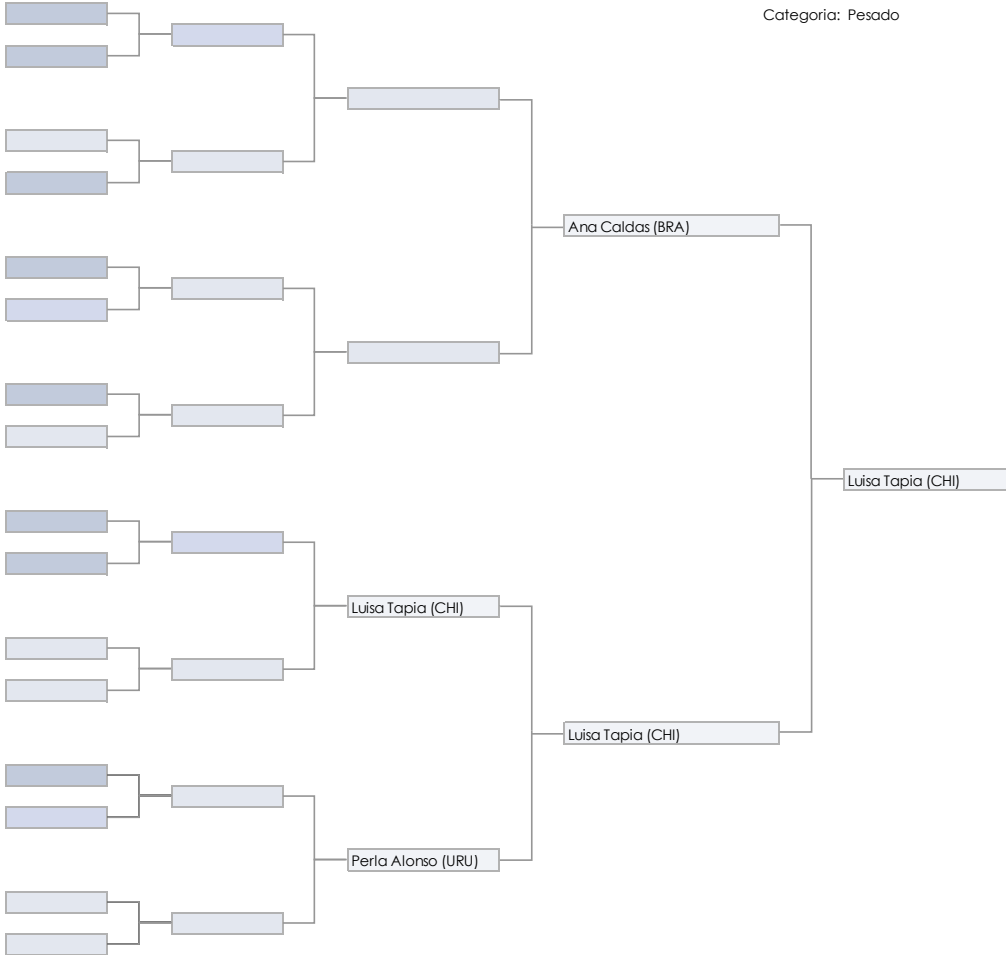 Categoria: Pesado
Ana Caldas (BRA)
Luisa Tapia (CHI)
Luisa Tapia (CHI)
Luisa Tapia (CHI)
Perla Alonso (URU)